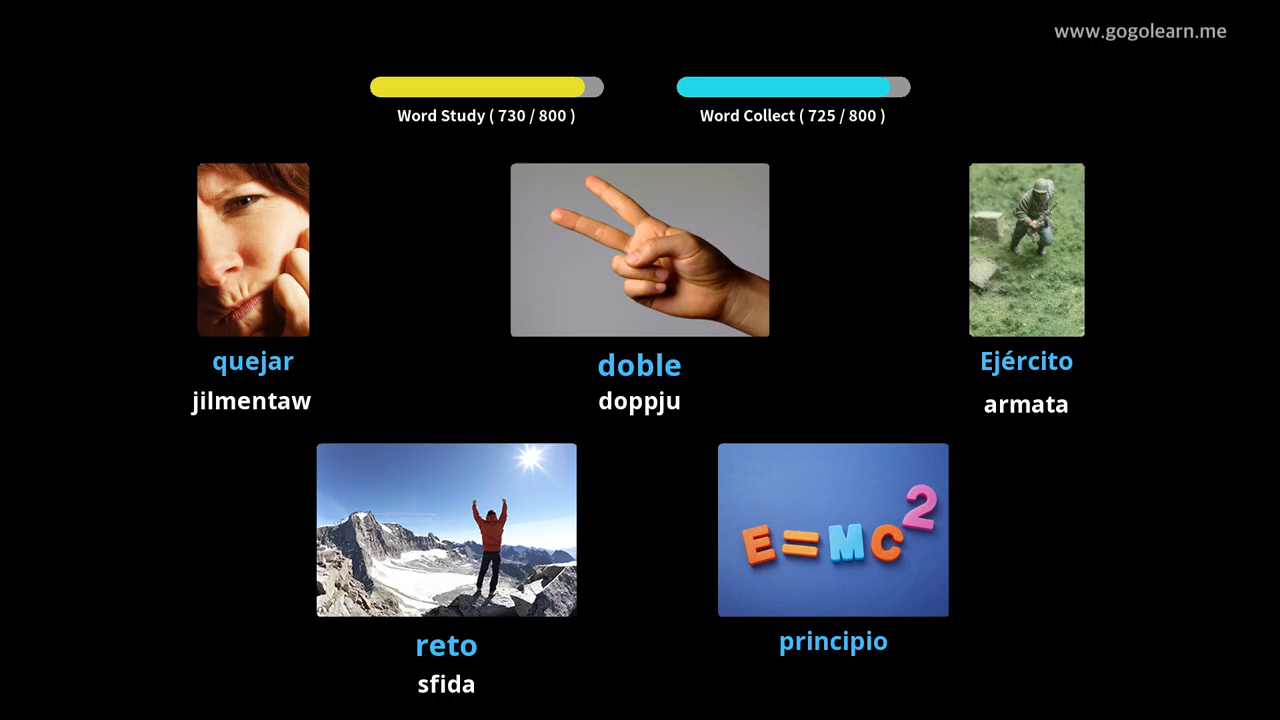 www.gogolearn.me
Word Study ( 730 / 800 )
Word Collect ( 725 / 800 )
quejar
doble
Ejército
jilmentaw
doppju
armata
E=MC2
reto
principio
sfida